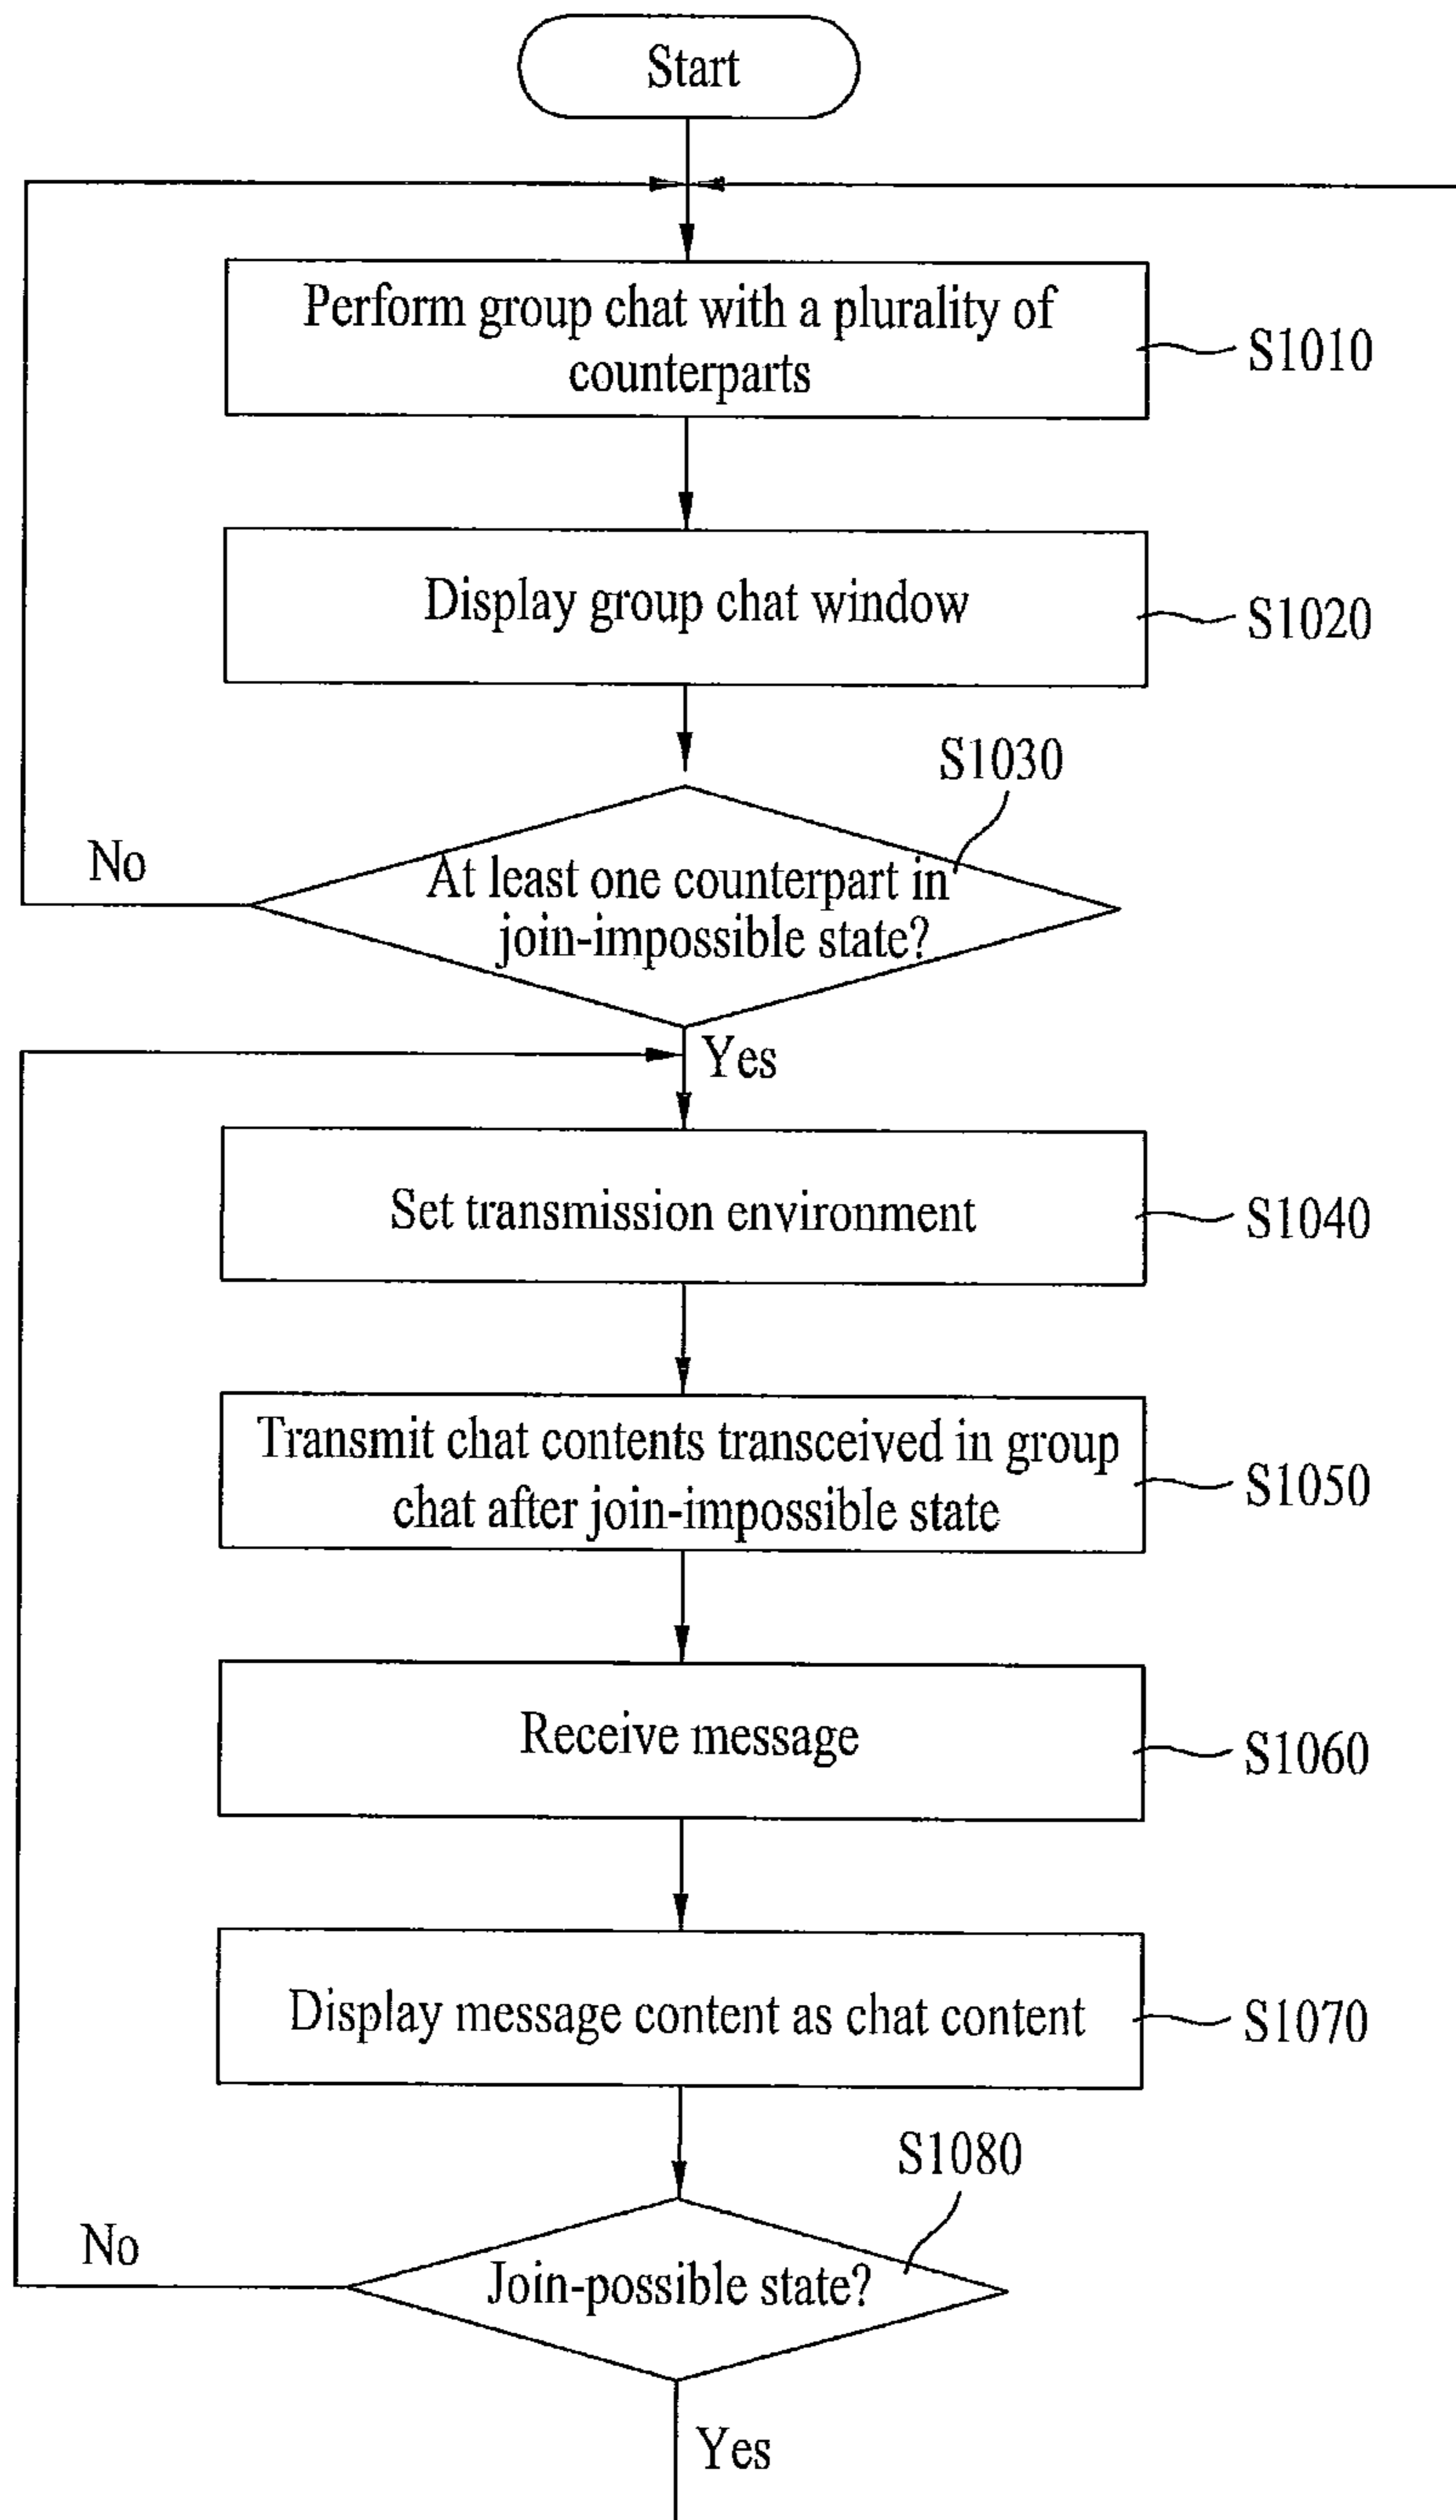 Start
Perform group chat with a plurality of
counterparts
S1010
Display group chat window
S1020
S1030
No
At least one counterpart in
join-impossible state?
Yes
Set transmission environment
S1040
Transmit chat contents transceived in group
chat after join-impossible state
S1050
Receive message
S1060
Display message content as chat content
S1070
S1080
No
Join-possible state?
Yes